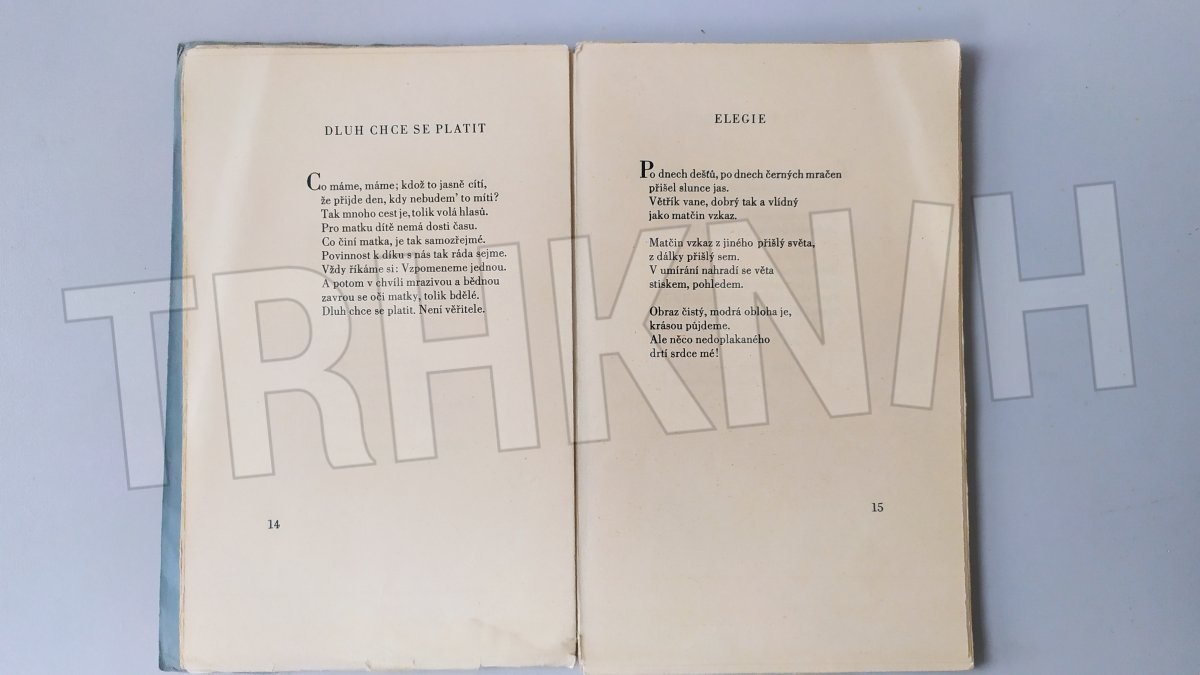 DLUH CHCE SE PLATIT
Co máme, máme; kdož to jasně cítí,
že přijde den, kdy nebudem' to míti?
Tak mnoho cest je, tolik volá hlasů.
Pro matku dítě nemá dosti času.
Co činí matka, je tak samozřejmé.
Povinnost k díku s nás tak ráda sejme.
Vždy říkáme si: Vzpomeneme jednou.
A potom v chvíli mrazivou a bědnou
zavrou se oči matky, tolik bdělé.
Dluh chce se platit. Není věřitele.
14
ELEGIE
Po dnech dešťů, po dnech černých mračen
přišel slunce jas.
Větřík vane, dobrý tak a vlídný
jako matčin vzkaz.
Matčin vzkaz z jiného přišlý světa,
z dálky přišlý sem.
V umírání nahradí se věta
stiskem, pohledem.
Obraz čistý, modrá obloha je,
krásou půjdeme.
Ale něco nedoplakaného
drtí srdce mé!
15
TRHKNIH